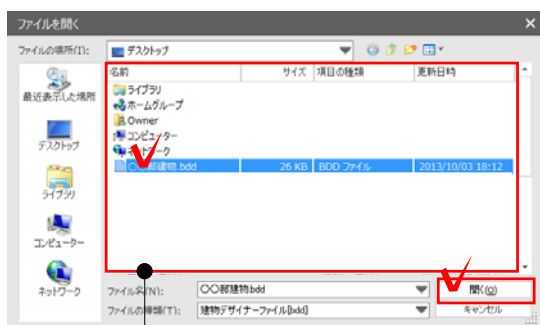 ファイルを開く
ファイルの場所(I):
デスクトップ
名前 サイズ 項目の種類 更新日時
最近表示した場所
デスクトップ
ライブラリ
コンピューター
ネットワーク
ライブラリ
ホームグループ
Owner
コンピューター
ネットワーク
〇〇邸建物.bdd 26 KB BDD ファイル 2013/10/03 18:12
ファイル名(N):
〇〇邸建物.bdd
開く(O)
ファイルの種類(T):
建物デザイナーファイル[bdd]
キャンセル